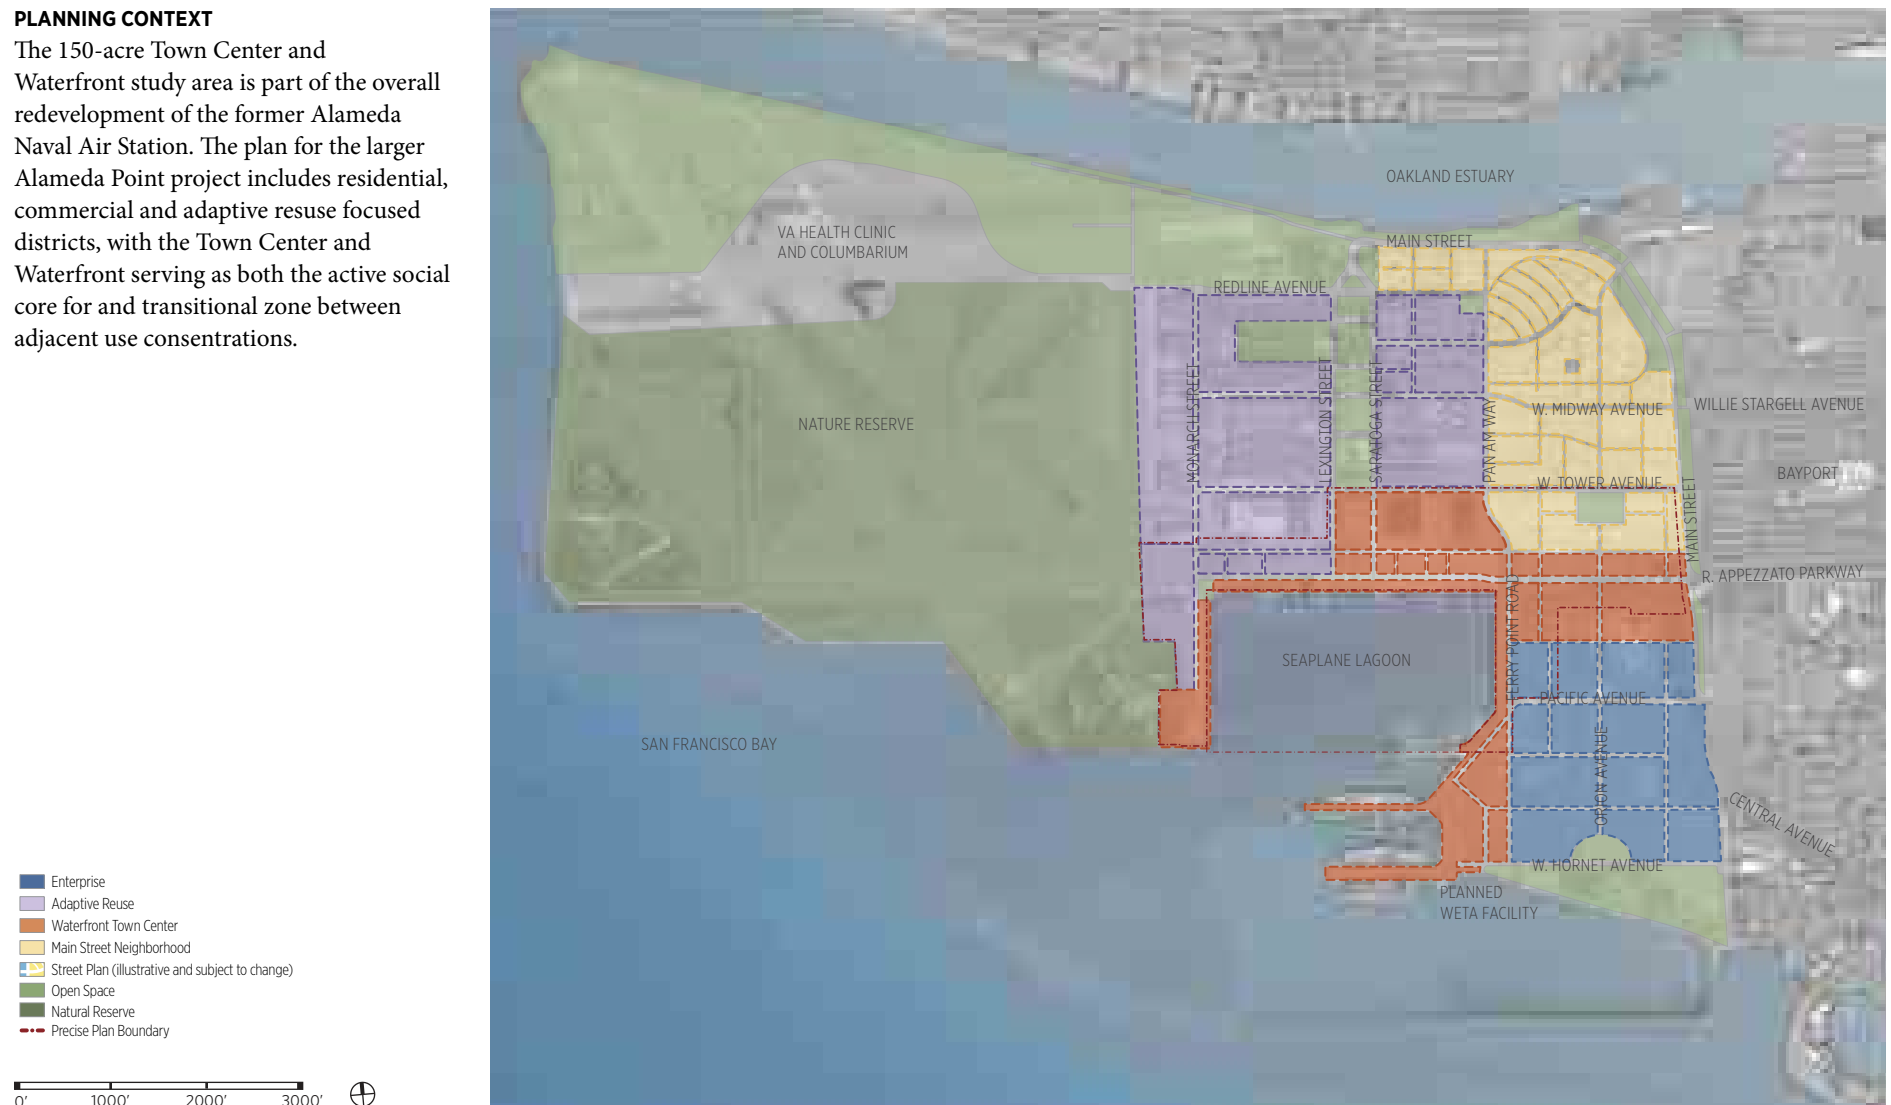 PLANNING CONTEXT
The 150-acre Town Center and
Waterfront study area is part of the overall
redevelopment of the former Alameda
Naval Air Station. The plan for the larger
Alameda Point project includes residential,
commercial and adaptive resuse focused
districts, with the Town Center and
Waterfront serving as both the active social
core for and transitional zone between
adjacent use consentrations.
Enterprise
Adaptive Reuse
Waterfront Town Center
Main Street Neighborhood
Street Plan (illustrative and subject to change)
Open Space
Natural Reserve
Precise Plan Boundary
0' 1000' 2000' 3000'
OAKLAND ESTUARY
VA HEALTH CLINIC
AND COLUMBARIUM
MAIN STREET
REDLINE AVENUE
NATURE RESERVE
MONARCH STREET
LEXINGTON STREET
SARATOGA STREET
PAN AM WAY
W. MIDWAY AVENUE
WILLIE STARGELL AVENUE
BAYPORT
W. TOWER AVENUE
MAIN STREET
R. APPEZZATO PARKWAY
FERRY POINT ROAD
SEAPLANE LAGOON
PACIFIC AVENUE
SAN FRANCISCO BAY
ORION AVENUE
CENTRAL AVENUE
W. HORNET AVENUE
PLANNED
WETA FACILITY